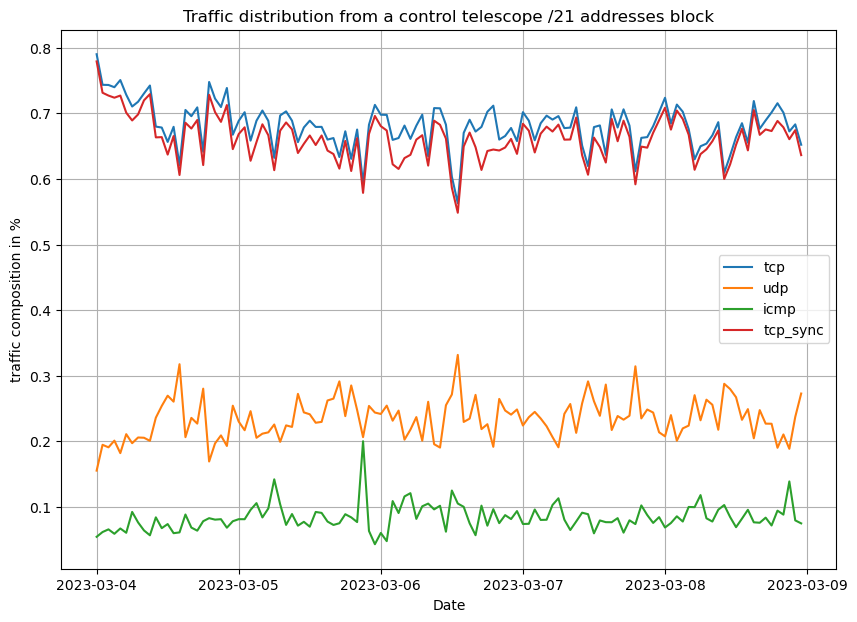 Traffic distribution from a control telescope /21 addresses block
traffic composition in %
0.8
0.7
0.6
0.5
0.4
0.3
0.2
0.1
tcp
udp
icmp
tcp_sync
2023-03-04 2023-03-05 2023-03-06 2023-03-07 2023-03-08 2023-03-09
Date